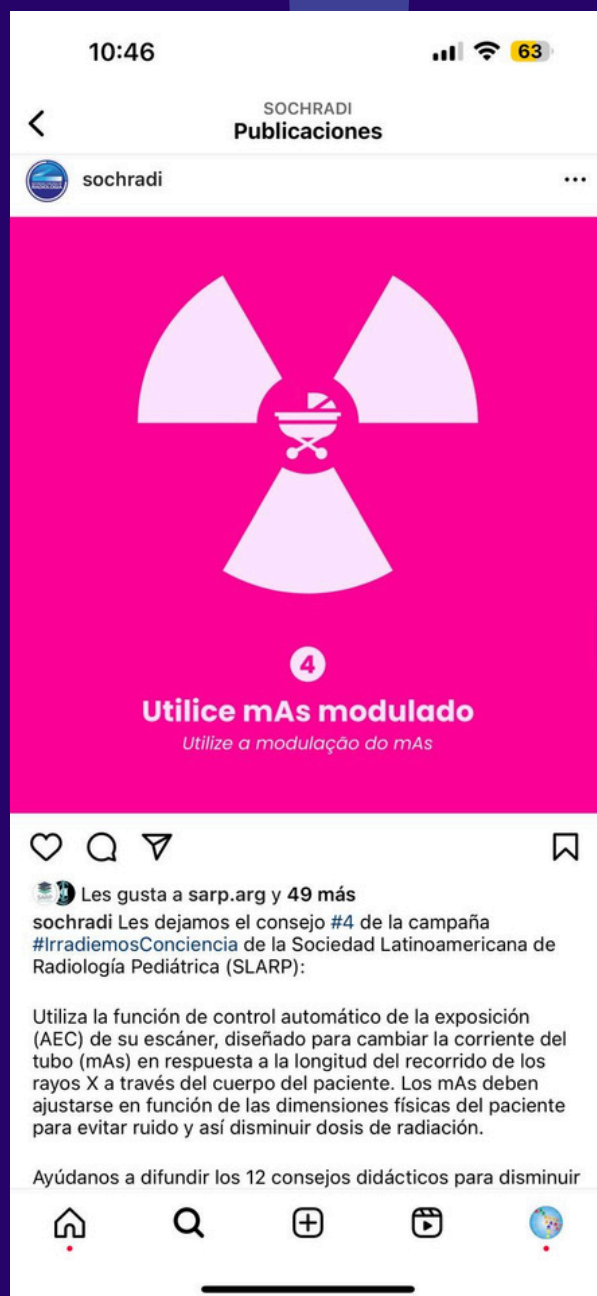 10:46
63
SOCHRADI
Publicaciones
sochradi
4
Utilice mAs modulado
Utilize a modulação do mAs
Les gusta a sarp.arg y 49 más
sochradi Les dejamos el consejo #4 de la campaña
#IrradiemosConciencia de la Sociedad Latinoamericana de
Radiología Pediátrica (SLARP):
Utiliza la función de control automático de la exposición
(AEC) de su escáner, diseñado para cambiar la corriente del
tubo (mAs) en respuesta a la longitud del recorrido de los
rayos X a través del cuerpo del paciente. Los mAs deben
ajustarse en función de las dimensiones físicas del paciente
para evitar ruido y así disminuir dosis de radiación.
Ayúdanos a difundir los 12 consejos didácticos para disminuir